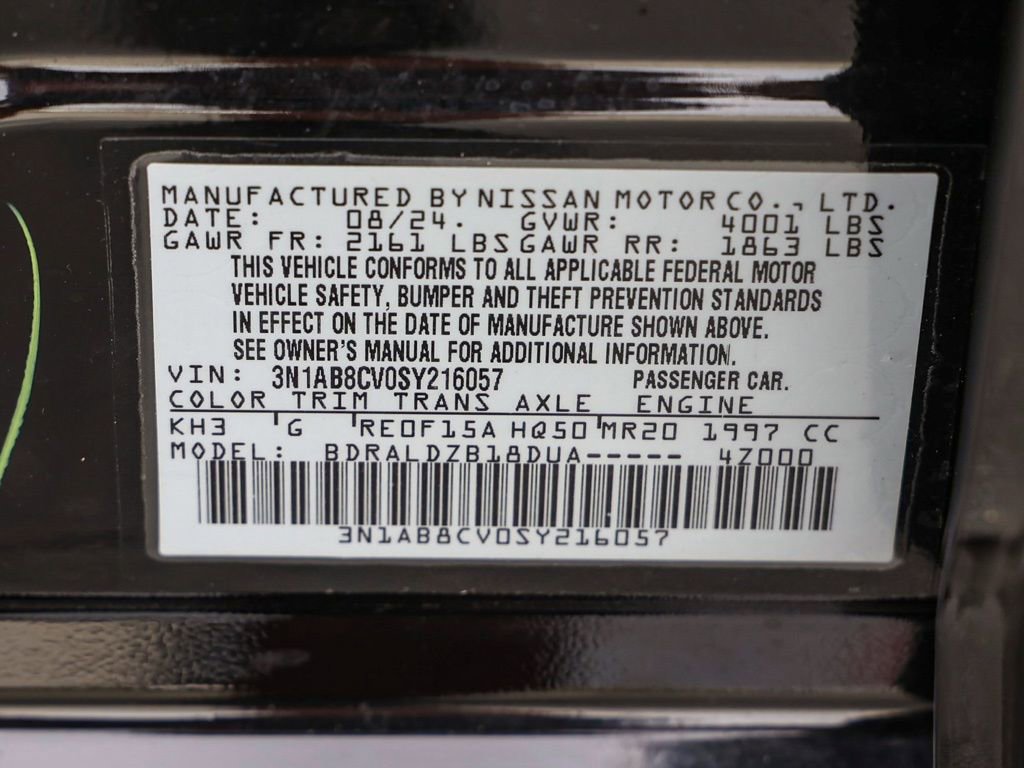 MANUFACTURED BY NISSAN MOTOR CO., LTD.
DATE: 08/24. GVWR: 4001 LBS
GAWR FR: 2161 LBS GAWR RR: 1863 LBS
THIS VEHICLE CONFORMS TO ALL APPLICABLE FEDERAL MOTOR
VEHICLE SAFETY, BUMPER AND THEFT PREVENTION STANDARDS
IN EFFECT ON THE DATE OF MANUFACTURE SHOWN ABOVE.
SEE OWNER'S MANUAL FOR ADDITIONAL INFORMATION.
VIN: 3N1AB8CV0SY216057 PASSENGER CAR.
COLOR TRIM TRANS AXLE ENGINE
KH3 G RE0F15A HQ50 MR20 1997 CC
MODEL: BDRALDZB18DUA----- 4Z000
3N1AB8CV0SY216057